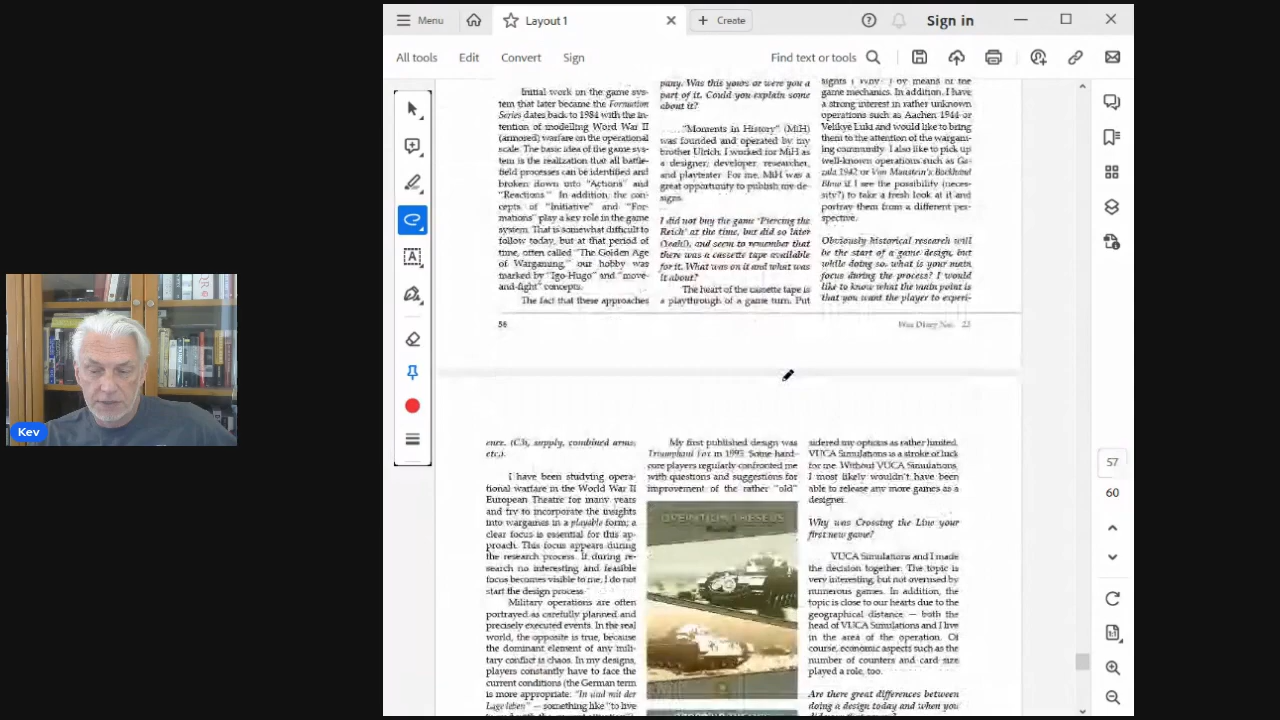 Menu
Layout 1
Create
Sign in
All tools
Edit
Convert
Sign
Find text or tools
Initial work on the game sys-
tem that later became the Formation
Series dates back to 1984 with the in-
tention of modelling Word War II
(armored) warfare on the operational
scale. The basic idea of the game sys-
tem is the realization that all battle-
field processes can be identified and
broken down into "Actions" and
"Reactions." In addition, the con-
cepts of "Initiative" and "For-
mations" play a key role in the game
system. That is somewhat difficult to
follow today, but at that period of
time, often called "The Golden Age
of Wargaming," our hobby was
marked by "Igo-Hugo" and "move-
and-fight" concepts.
The fact that these approaches
pany. Was this yours or were you a
part of it. Could you explain some
about it?
"Moments in History" (MiH)
was founded and operated by my
brother Ulrich. I worked for MiH as
a designer, developer, researcher,
and playtester. For me, MiH was a
great opportunity to publish my de-
signs.
I did not buy the game 'Piercing the
Reich' at the time, but did so later
(Yeah!), and seem to remember that
there was a cassette tape available
for it. What was on it and what was
it about?
The heart of the cassette tape is
a playthrough of a game turn. Put
sights ("Why") by means of the
game mechanics. In addition, I have
a strong interest in rather unknown
operations such as Aachen 1944 or
Velikye Luki and would like to bring
them to the attention of the wargam-
ing community. I also like to pick up
well-known operations such as Ga-
zala 1942 or Von Manstein's Backhand
Blow if I see the possibility (neces-
sity?) to take a fresh look at it and
portray them from a different per-
spective.
Obviously historical research will
be the start of a game design, but
while doing so, what is your main
focus during the process? I would
like to know what the main point is
that you want the player to experi-
56
War Diary No. 23
ence. (C3i, supply, combined arms,
etc.).
I have been studying opera-
tional warfare in the World War II
European Theatre for many years
and try to incorporate the insights
into wargames in a playable form; a
clear focus is essential for this ap-
proach. This focus appears during
the research process. If during re-
search no interesting and feasible
focus becomes visible to me, I do not
start the design process.
Military operations are often
portrayed as carefully planned and
precisely executed events. In the real
world, the opposite is true, because
the dominant element of any mili-
tary conflict is chaos. In my designs,
players constantly have to face the
current conditions (the German term
is more appropriate: "In und mit der
Lage leben" — something like "to live
My first published design was
Triumphant Fox in 1993. Some hard-
core players regularly confronted me
with questions and suggestions for
improvement of the rather "old"
OPERATION THESEUS
sidered my options as rather limited.
VUCA Simulations is a stroke of luck
for me. Without VUCA Simulations,
I most likely wouldn't have been
able to release any more games as a
designer.
Why was Crossing the Line your
first new game?
VUCA Simulations and I made
the decision together. The topic is
very interesting, but not overused by
numerous games. In addition, the
topic is close to our hearts due to the
geographical distance — both the
head of VUCA Simulations and I live
in the area of the operation. Of
course, economic aspects such as the
number of counters and card size
played a role, too.
Are there great differences between
doing a design today and when you
57
60
Kev